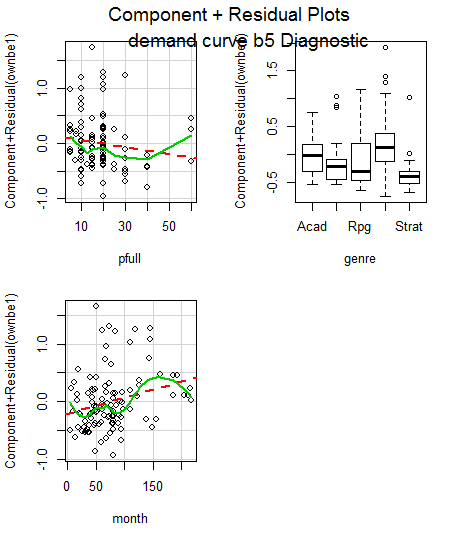 Component + Residual Plots
demand curve b5 Diagnostic
Component+Residual(ownbe1)
-1.0 0.0 1.0
10 30 50
pfull
Component+Residual(ownbe1)
-0.5 0.5 1.5
Acad Rpg Strat
genre
Component+Residual(ownbe1)
-1.0 0.0 1.0
0 50 150
month